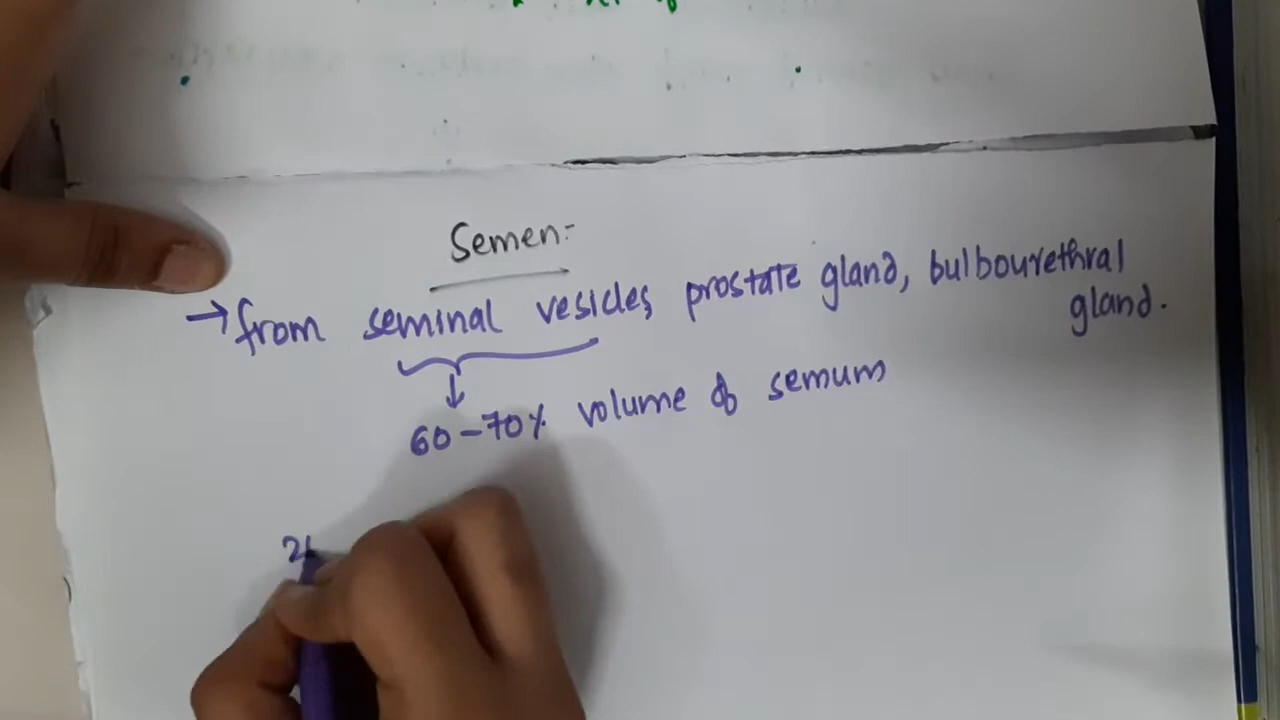 Semen:-
→ from seminal vesicles, prostate gland, bulbourethral
gland.
↓
60-70% volume of semum